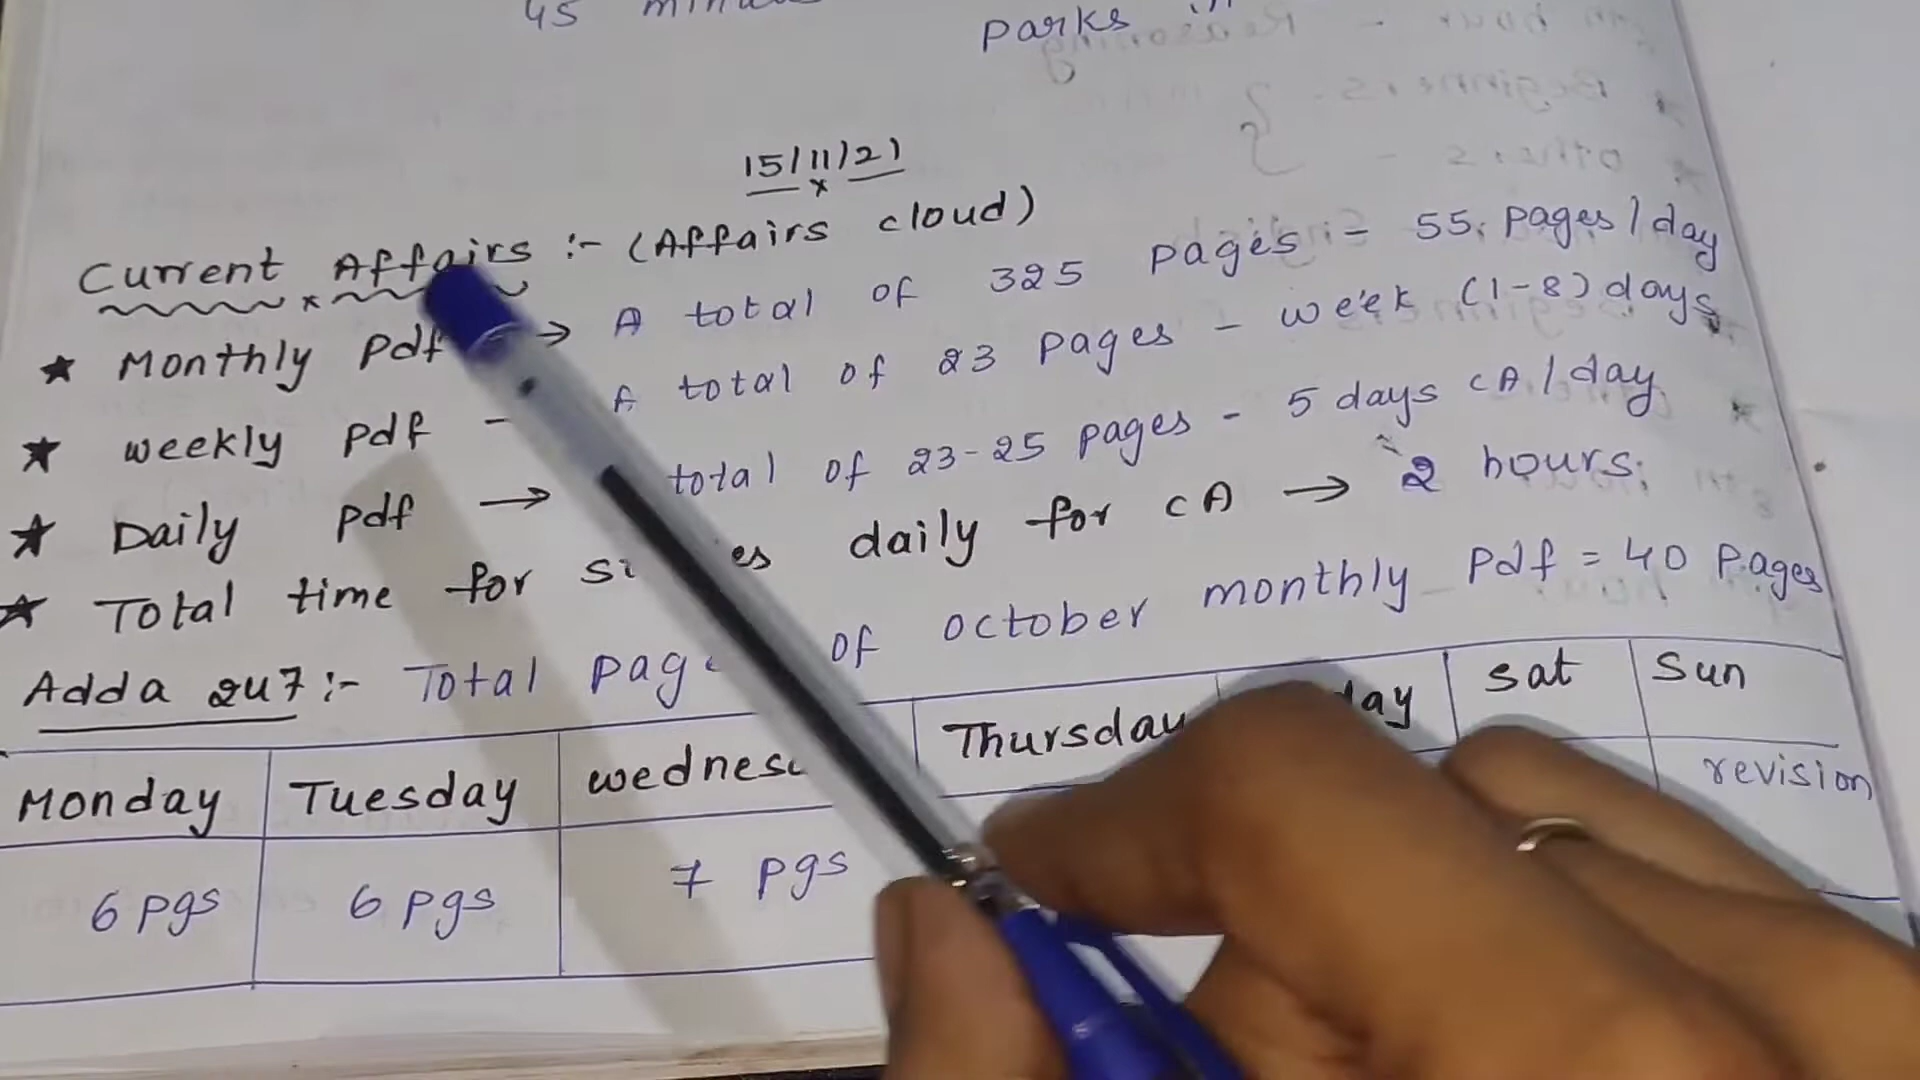 45
parks
15/11/21
Current Affairs :- (Affairs cloud)
★ Monthly pdf → A total of 325 pages - 55 pages/day
★ weekly pdf - A total of 23 pages - week (1-8) days
★ Daily pdf → total of 23-25 pages - 5 days CA/day
★ Total time for daily for CA → 2 hours.
Adda 247 :- Total of october monthly pdf = 40 pages
Monday Tuesday Thursday Sat Sun
6 pgs 6 pgs 7 pgs revision